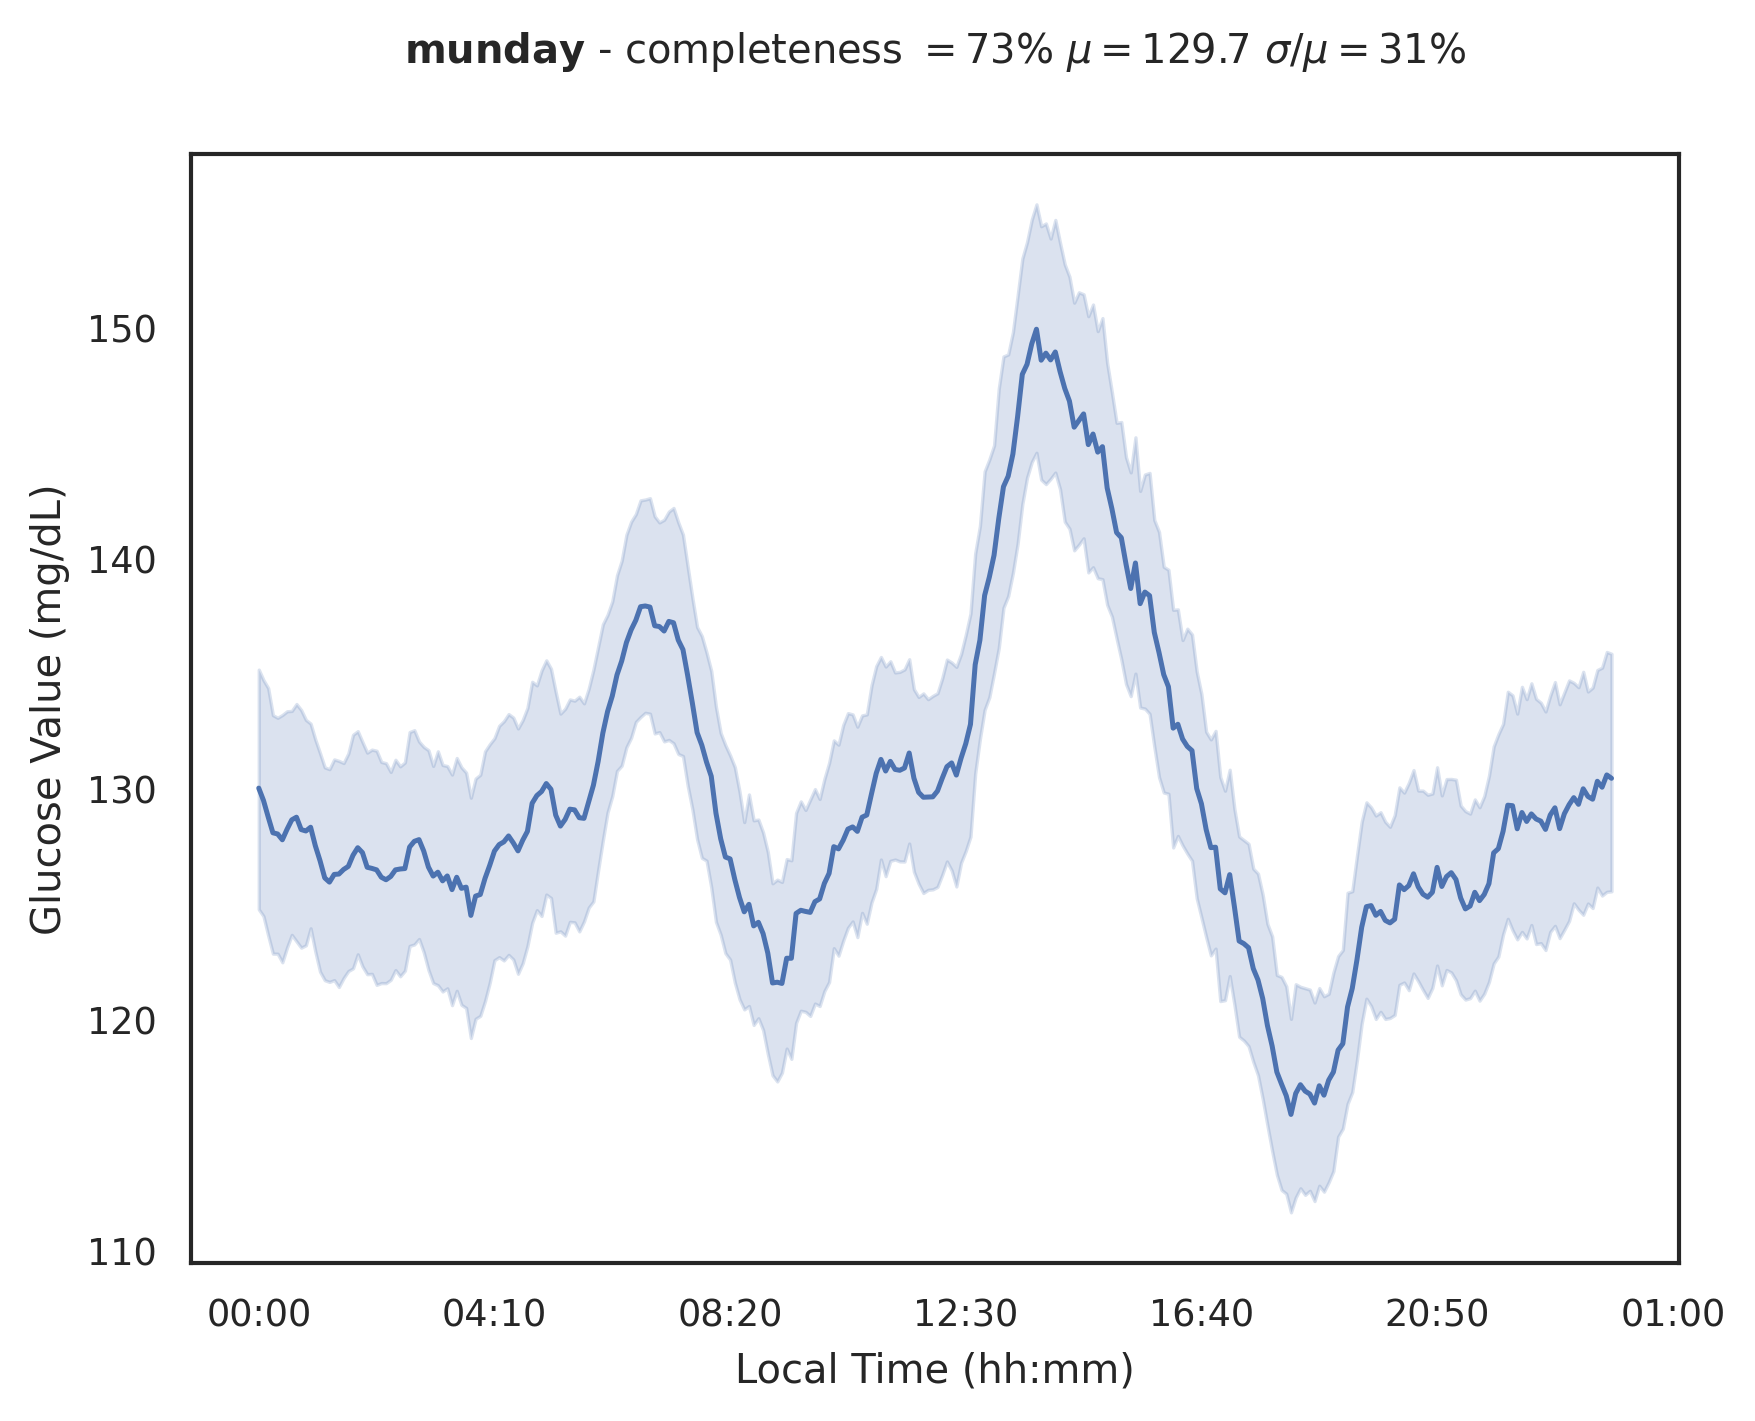 munday - completeness = 73% μ = 129.7 σ/μ = 31%
Glucose Value (mg/dL)
150
140
130
120
110
00:00 04:10 08:20 12:30 16:40 20:50 01:00
Local Time (hh:mm)